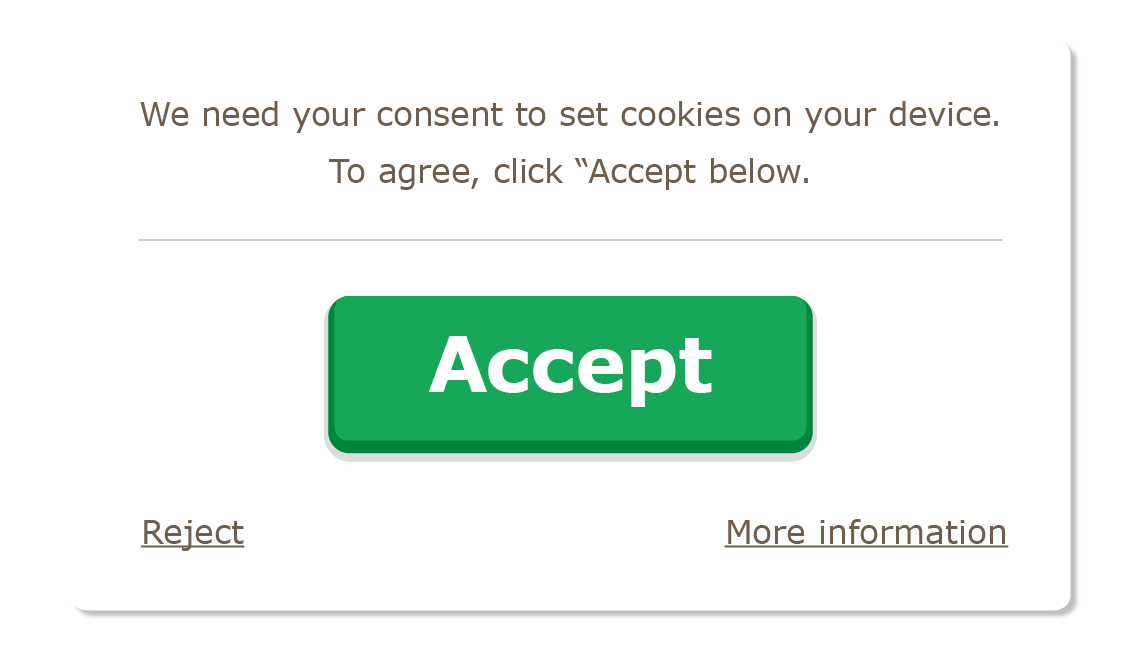 We need your consent to set cookies on your device.
To agree, click “Accept below.
Accept
Reject
More information